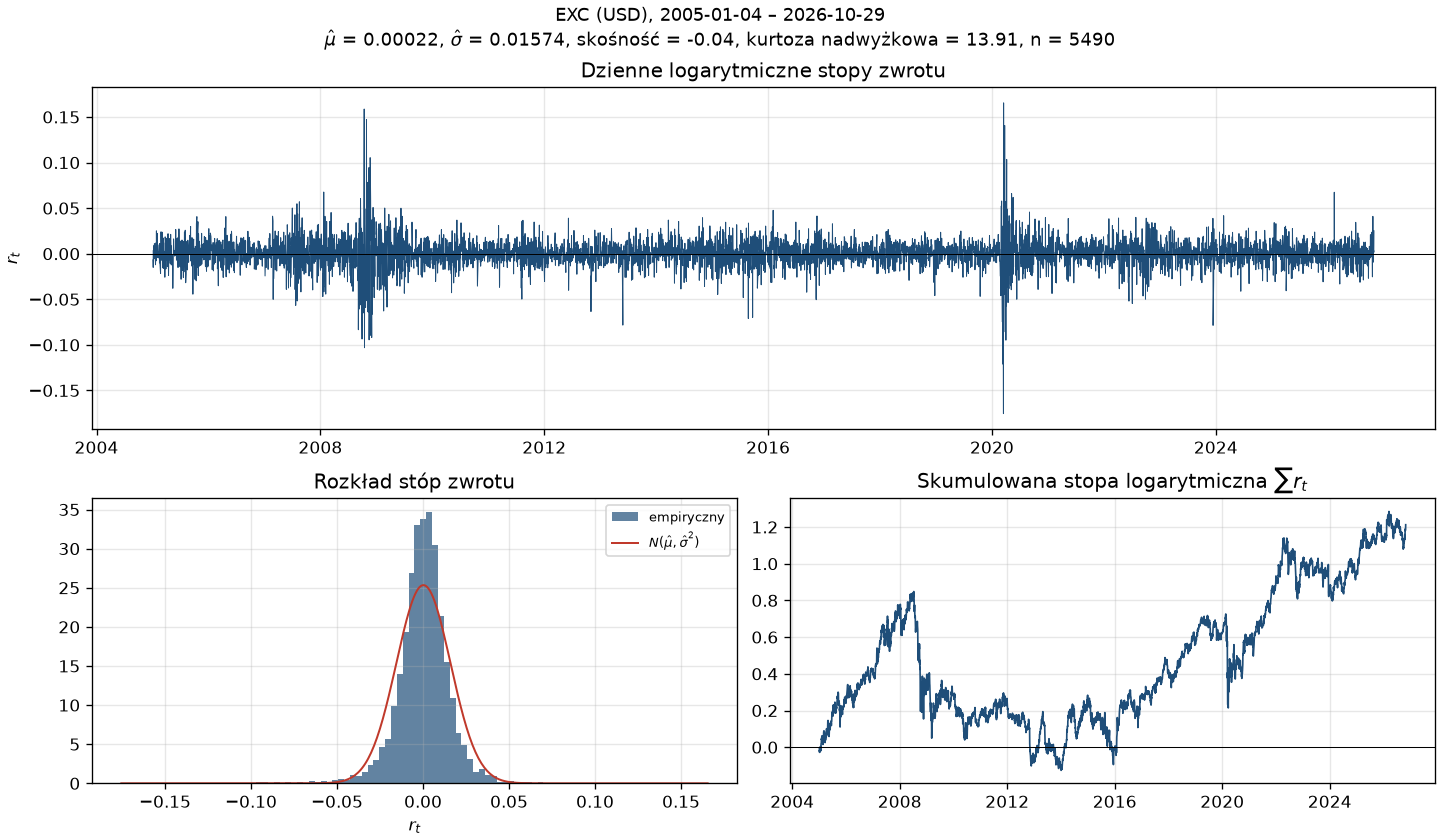 EXC (USD), 2005-01-04 – 2026-10-29
μ̂ = 0.00022, σ̂ = 0.01574, skośność = -0.04, kurtoza nadwyżkowa = 13.91, n = 5490
Dzienne logarytmiczne stopy zwrotu
0.15
0.10
0.05
0.00
−0.05
−0.10
−0.15
r_t
2004 2008 2012 2016 2020 2024
Rozkład stóp zwrotu
35
30
25
20
15
10
5
0
empiryczny
N(μ̂, σ̂²)
−0.15 −0.10 −0.05 0.00 0.05 0.10 0.15
r_t
Skumulowana stopa logarytmiczna ∑r_t
1.2
1.0
0.8
0.6
0.4
0.2
0.0
2004 2008 2012 2016 2020 2024